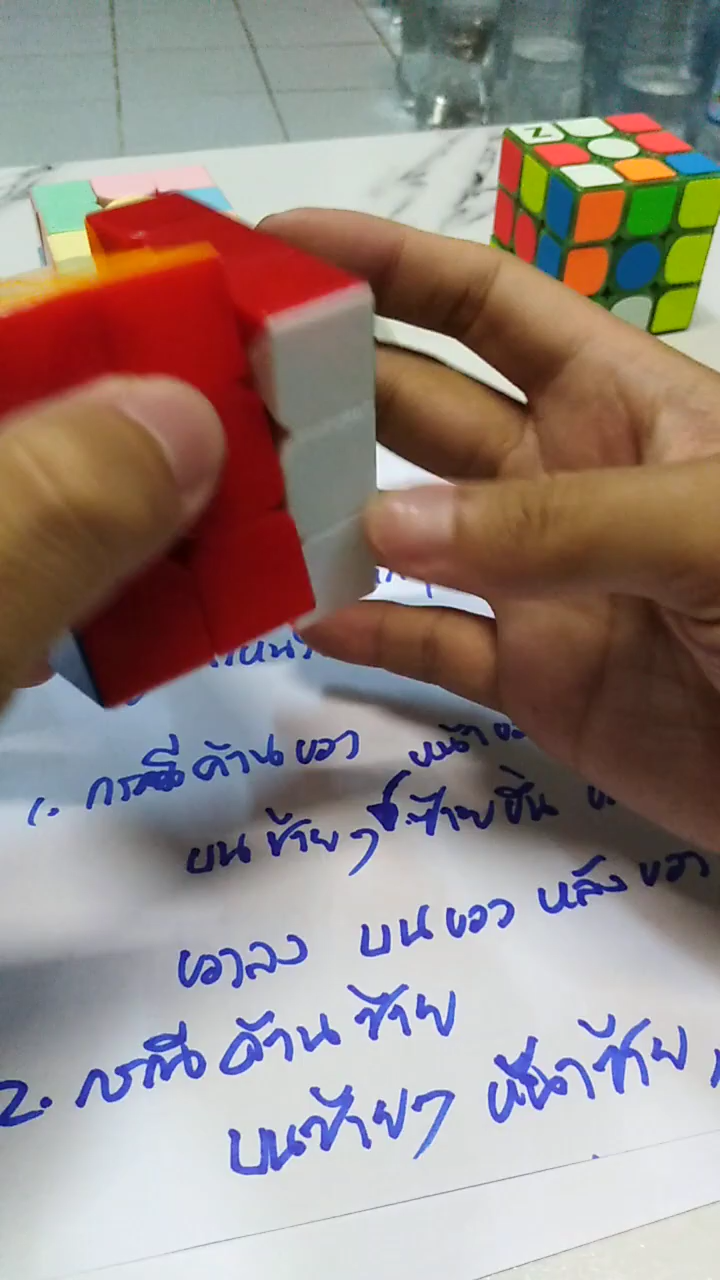 Z
1. กรณีด้านขวา หน้า
บน ซ้าย ๆ ซ้ายขึ้น
ขวาลง บนขวา หลังขวา
2. กรณีด้านซ้าย
บนซ้าย ๆ หน้าซ้าย